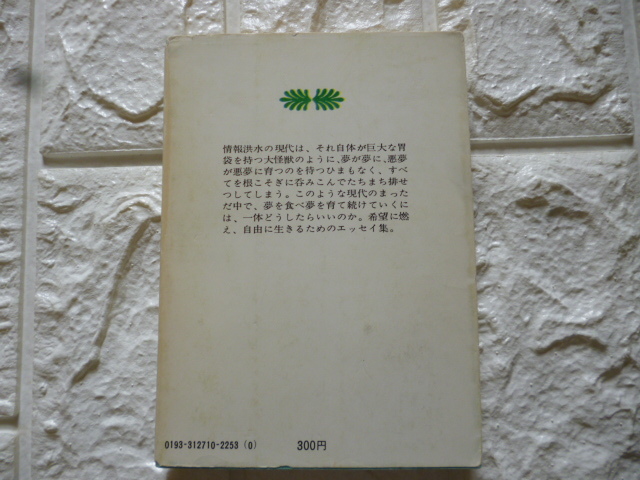 情報洪水の現代は、それ自体が巨大な胃
袋を持つ大怪獣のように、夢が夢に、悪夢
が悪夢に育つのを待つひまもなく、すべ
てを根こそぎに呑みこんでたちまち排せ
つしてしまう。このような現代のまった
だ中で、夢を食べ夢を育て続けていくに
は、一体どうしたらいいのか。希望に燃
え、自由に生きるためのエッセイ集。
0193-312710-2253(0)
300円